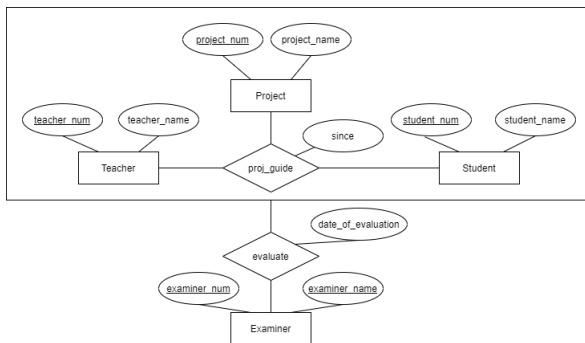 project_num
project_name
Project
teacher_num
teacher_name
since
student_num
student_name
Teacher
proj_guide
Student
date_of_evaluation
evaluate
examiner_num
examiner_name
Examiner